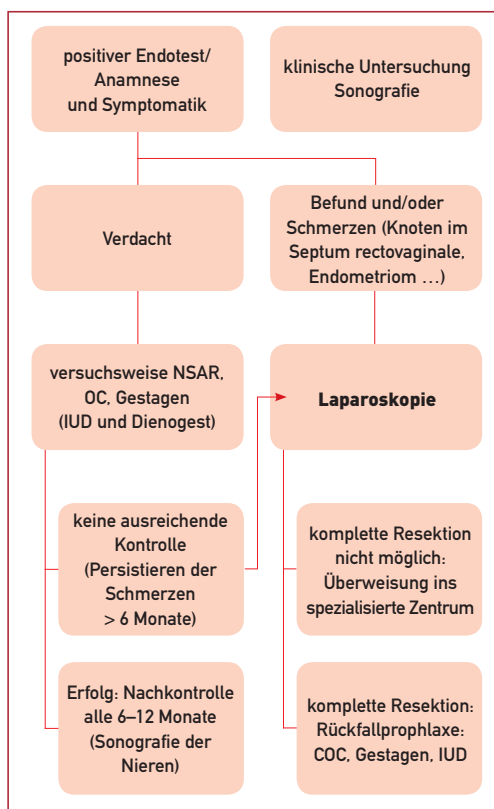 positiver Endotest/
Anamnese
und Symptomatik
klinische Untersuchung
Sonografie
Verdacht
Befund und/oder
Schmerzen (Knoten im
Septum rectovaginale,
Endometriom …)
versuchsweise NSAR,
OC, Gestagen
(IUD und Dienogest)
Laparoskopie
keine ausreichende
Kontrolle
(Persistieren der
Schmerzen
> 6 Monate)
komplette Resektion
nicht möglich:
Überweisung ins
spezialisierte Zentrum
Erfolg: Nachkontrolle
alle 6–12 Monate
(Sonografie der
Nieren)
komplette Resektion:
Rückfallprophlaxe:
COC, Gestagen, IUD